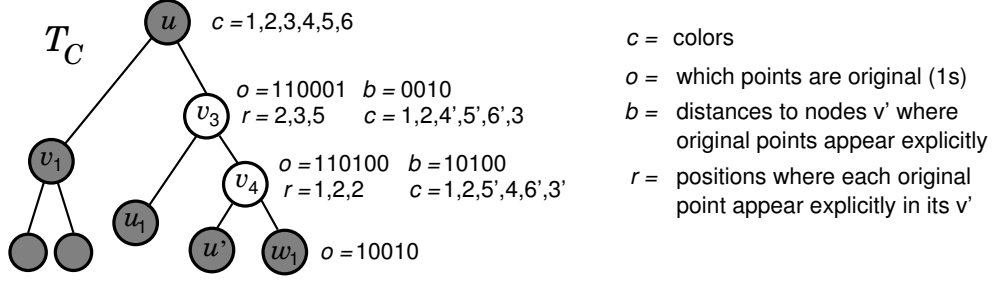 u c = 1,2,3,4,5,6
T_C
c = colors
o = which points are original (1s)
o = 110001 b = 0010
v_3 r = 2,3,5 c = 1,2,4',5',6',3
b = distances to nodes v' where
original points appear explicitly
v_1
o = 110100 b = 10100
v_4 r = 1,2,2 c = 1,2,5',4,6',3'
r = positions where each original
point appear explicitly in its v'
u_1
u' w_1 o = 10010